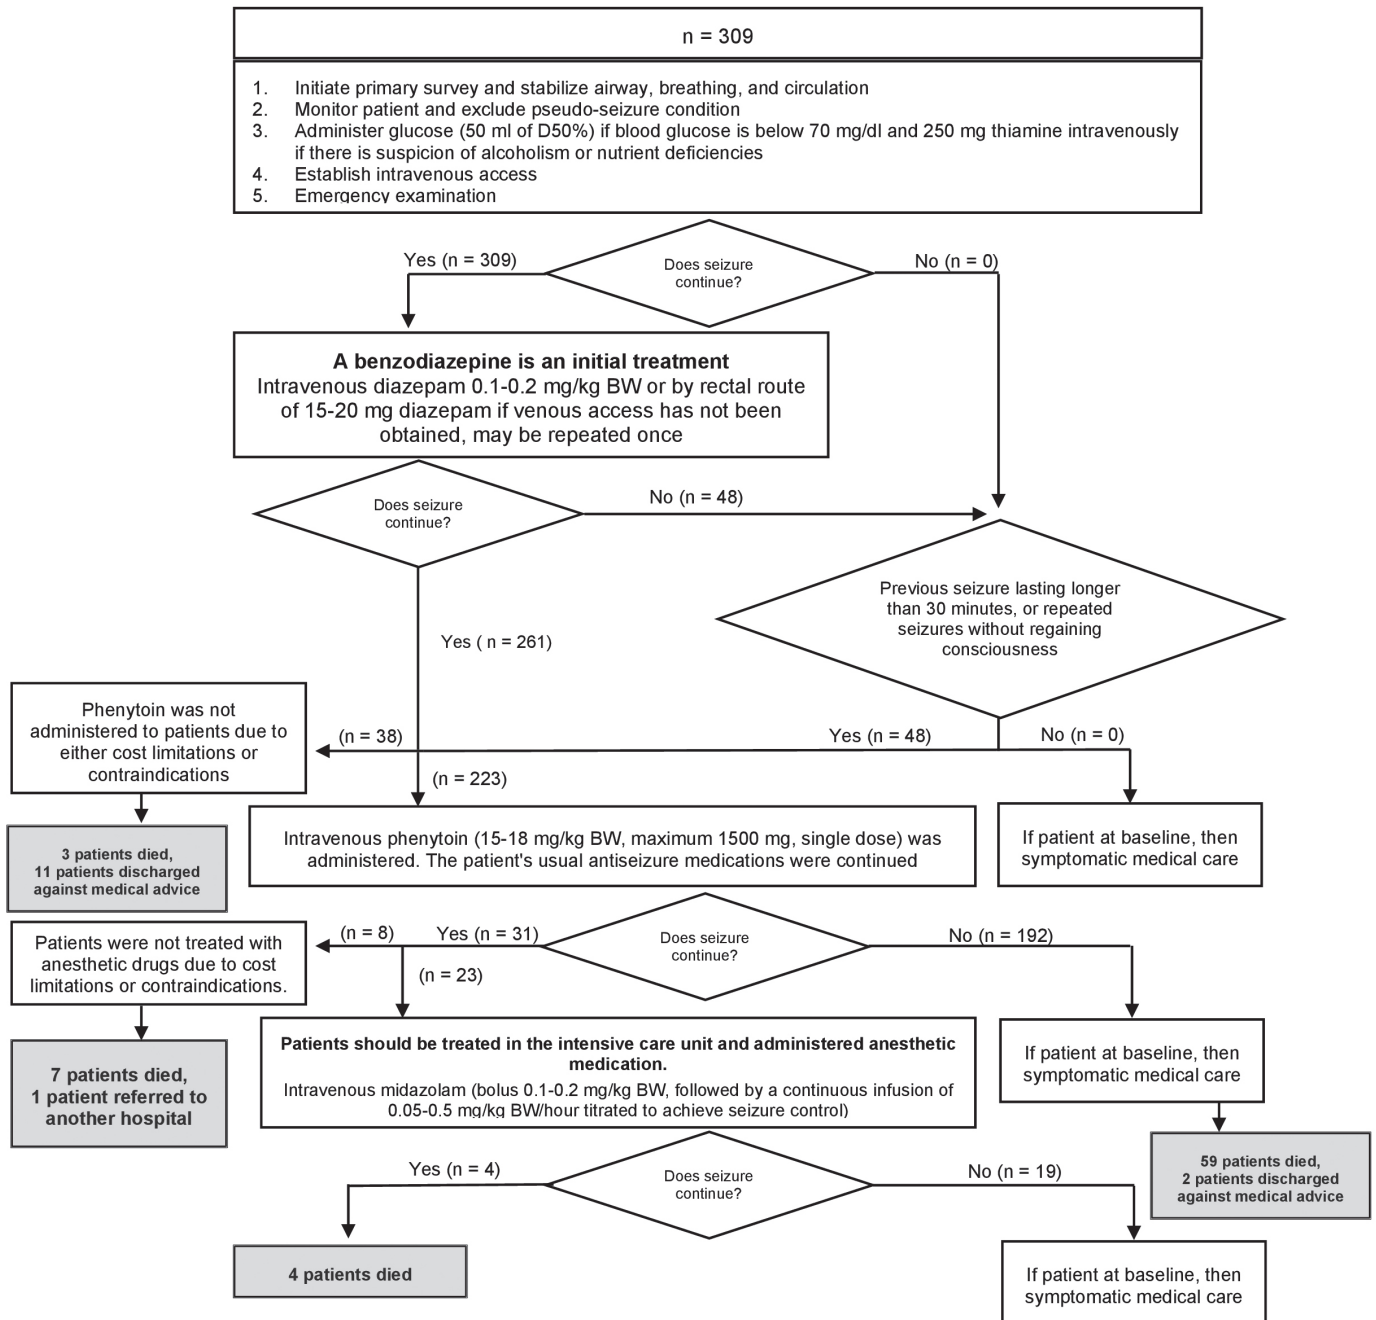 n = 309
1. Initiate primary survey and stabilize airway, breathing, and circulation
2. Monitor patient and exclude pseudo-seizure condition
3. Administer glucose (50 ml of D50%) if blood glucose is below 70 mg/dl and 250 mg thiamine intravenously
if there is suspicion of alcoholism or nutrient deficiencies
4. Establish intravenous access
5. Emergency examination
Does seizure
continue?
Yes (n = 309)
No (n = 0)
A benzodiazepine is an initial treatment
Intravenous diazepam 0.1-0.2 mg/kg BW or by rectal route
of 15-20 mg diazepam if venous access has not been
obtained, may be repeated once
Does seizure
continue?
No (n = 48)
Previous seizure lasting longer
than 30 minutes, or repeated
seizures without regaining
consciousness
Yes ( n = 261)
Phenytoin was not
administered to patients due to
either cost limitations or
contraindications
(n = 38)
Yes (n = 48)
No (n = 0)
(n = 223)
3 patients died,
11 patients discharged
against medical advice
Intravenous phenytoin (15-18 mg/kg BW, maximum 1500 mg, single dose) was
administered. The patient's usual antiseizure medications were continued
If patient at baseline, then
symptomatic medical care
Does seizure
continue?
(n = 8)
Yes (n = 31)
No (n = 192)
(n = 23)
Patients were not treated with
anesthetic drugs due to cost
limitations or contraindications.
7 patients died,
1 patient referred to
another hospital
Patients should be treated in the intensive care unit and administered anesthetic
medication.
Intravenous midazolam (bolus 0.1-0.2 mg/kg BW, followed by a continuous infusion of
0.05-0.5 mg/kg BW/hour titrated to achieve seizure control)
If patient at baseline, then
symptomatic medical care
59 patients died,
2 patients discharged
against medical advice
Does seizure
continue?
Yes (n = 4)
No (n = 19)
4 patients died
If patient at baseline, then
symptomatic medical care